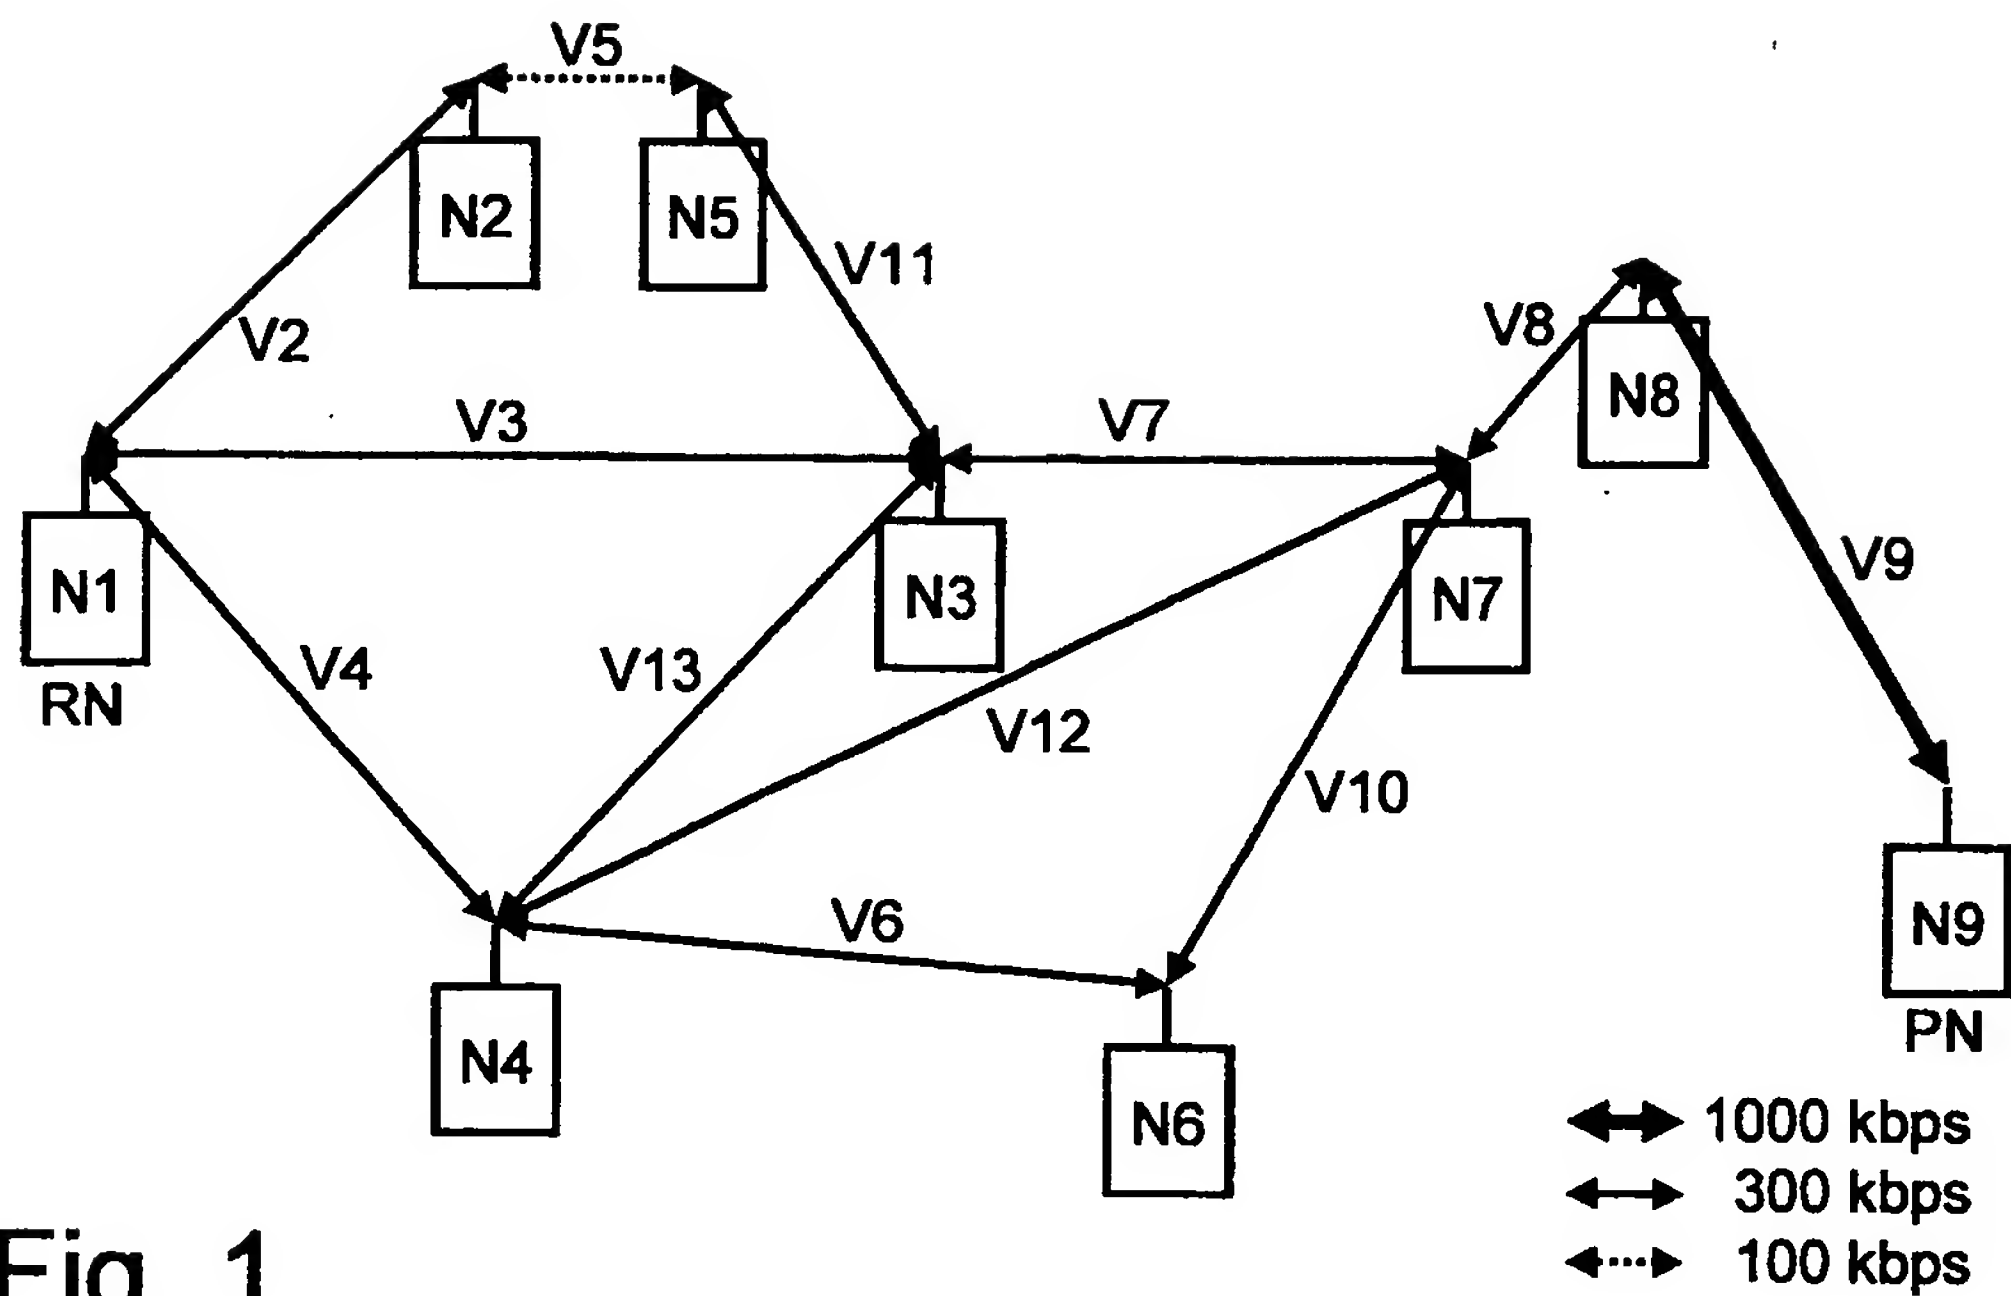 V5
N2
N5
V11
V2
V8
N8
V3
V7
V9
N1
N3
N7
RN
V4
V13
V12
V10
V6
N9
PN
N4
N6
1000 kbps
300 kbps
100 kbps
Fig. 1